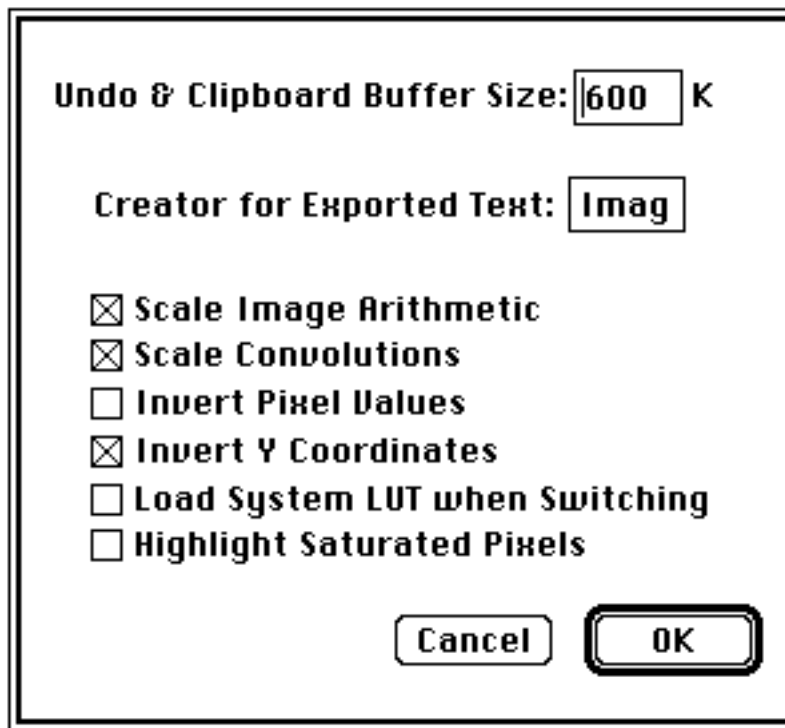 Undo & Clipboard Buffer Size: 600 K
Creator for Exported Text: Imag
Scale Image Arithmetic
Scale Convolutions
Invert Pixel Values
Invert Y Coordinates
Load System LUT when Switching
Highlight Saturated Pixels
Cancel OK